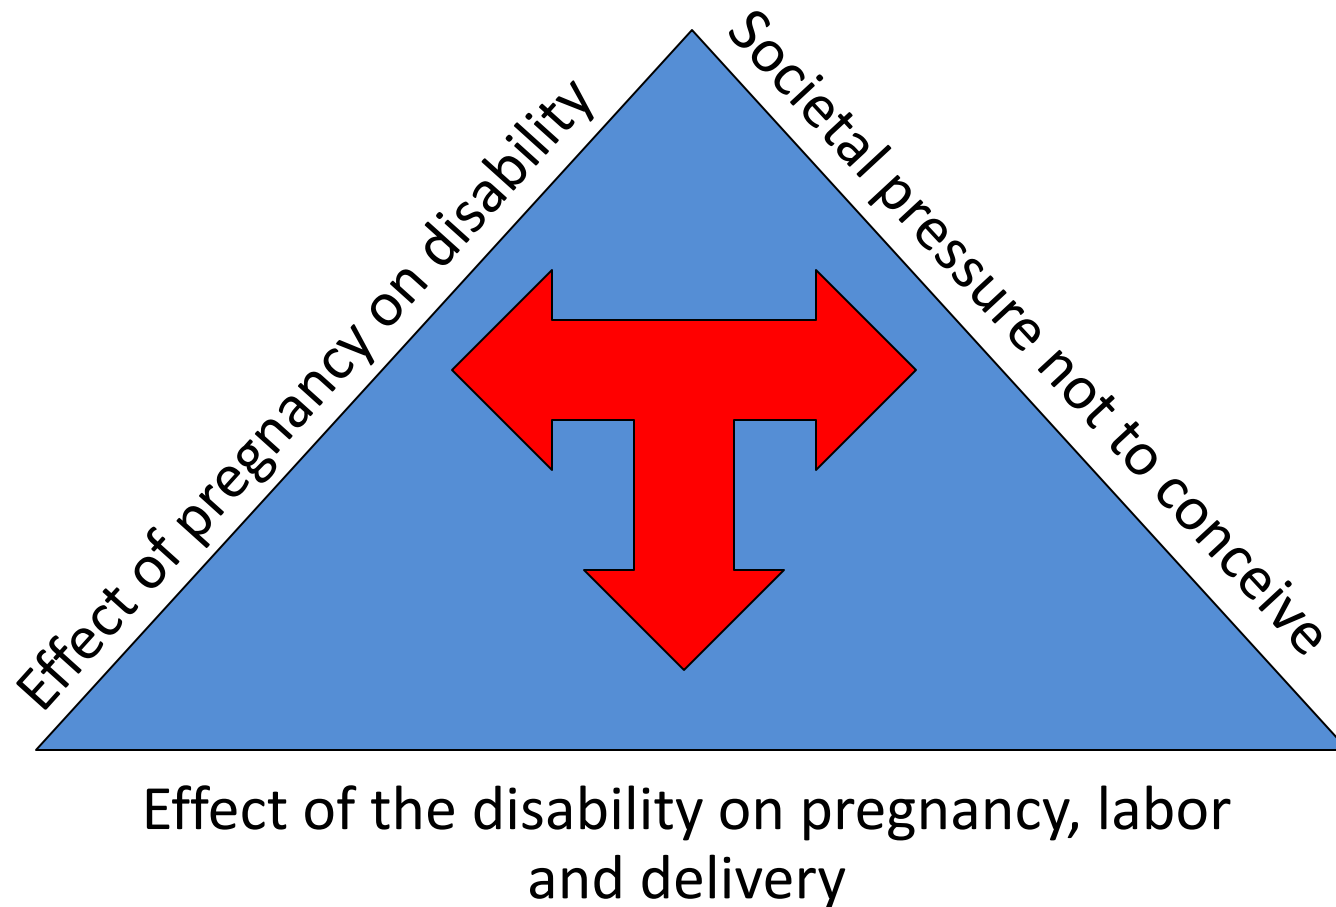 Effect of pregnancy on disability
Societal pressure not to conceive
Effect of the disability on pregnancy, labor
and delivery